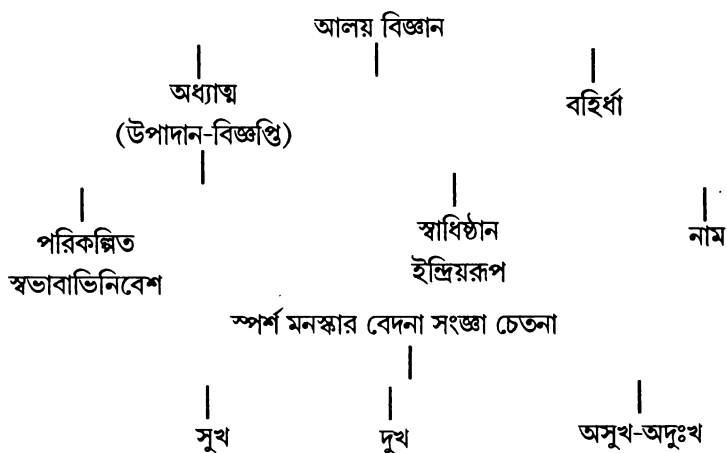 আলয় বিজ্ঞান
অধ্যাত্ম
(উপাদান-বিজ্ঞপ্তি)
বহির্ধা
পরিকল্পিত
স্বভাবাভিনিবেশ
স্বাধিষ্ঠান
ইন্দ্রিয়রূপ
নাম
স্পর্শ মনস্কার বেদনা সংজ্ঞা চেতনা
সুখ
দুখ
অসুখ-অদুঃখ